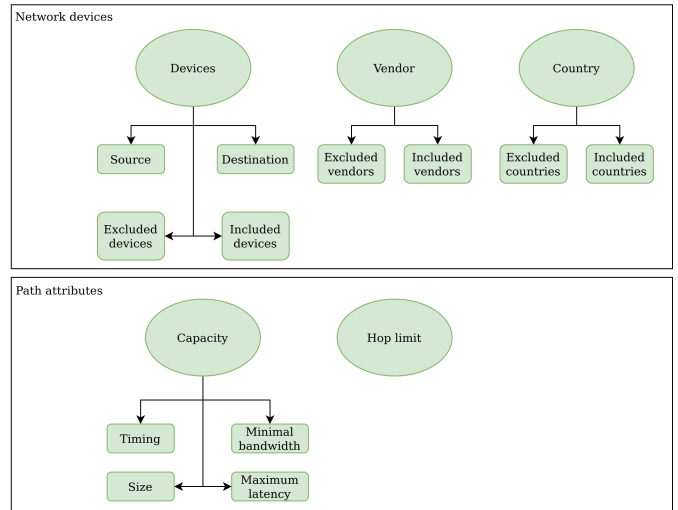 Network devices
Devices
Vendor
Country
Source
Destination
Excluded
vendors
Included
vendors
Excluded
countries
Included
countries
Excluded
devices
Included
devices
Path attributes
Capacity
Hop limit
Timing
Minimal
bandwidth
Size
Maximum
latency